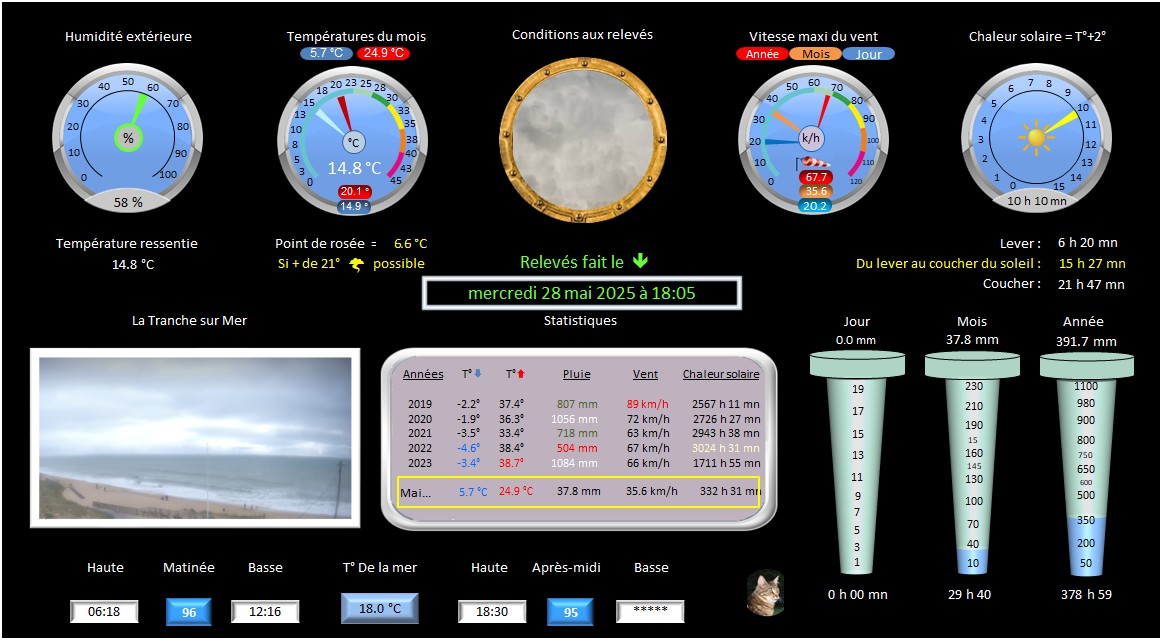 Humidité extérieure
Températures du mois
5.7 °C 24.9 °C
Conditions aux relevés
Vitesse maxi du vent
Année Mois Jour
Chaleur solaire = T°+2°
0 10 20 30 40 50 60 70 80 90 100
%
58 %
0 3 5 8 10 13 15 18 20 23 25 28 30 33 35 38 40 43 45
°C
14.8 °C
20.1 °
14.9 °
0 10 20 30 40 50 60 70 80 90 100 110 120
k/h
67.7
35.6
20.2
0 1 2 3 4 5 6 7 8 9 10 11 12 14 15
10 h 10 mn
Température ressentie
14.8 °C
Point de rosée = 6.6 °C
Si + de 21° possible
Relevés fait le
mercredi 28 mai 2025 à 18:05
Lever : 6 h 20 mn
Du lever au coucher du soleil : 15 h 27 mn
Coucher : 21 h 47 mn
La Tranche sur Mer
Statistiques
Années T° T° Pluie Vent Chaleur solaire
2019 -2.2° 37.4° 807 mm 89 km/h 2567 h 11 mn
2020 -1.9° 36.3° 1056 mm 72 km/h 2726 h 27 mn
2021 -3.5° 33.4° 718 mm 63 km/h 2943 h 38 mn
2022 -4.6° 38.4° 504 mm 67 km/h 3024 h 31 mn
2023 -3.4° 38.7° 1084 mm 66 km/h 1711 h 55 mn
Mai... 5.7 °C 24.9 °C 37.8 mm 35.6 km/h 332 h 31 mn
Jour
0.0 mm
19
17
15
13
11
9
7
5
3
1
0 h 00 mn
Mois
37.8 mm
230
210
190
15
160
145
130
100
70
40
10
29 h 40
Année
391.7 mm
1100
980
900
800
750
650
600
500
350
200
50
378 h 59
Haute Matinée Basse T° De la mer Haute Après-midi Basse
06:18 96 12:16 18.0 °C 18:30 95 *****